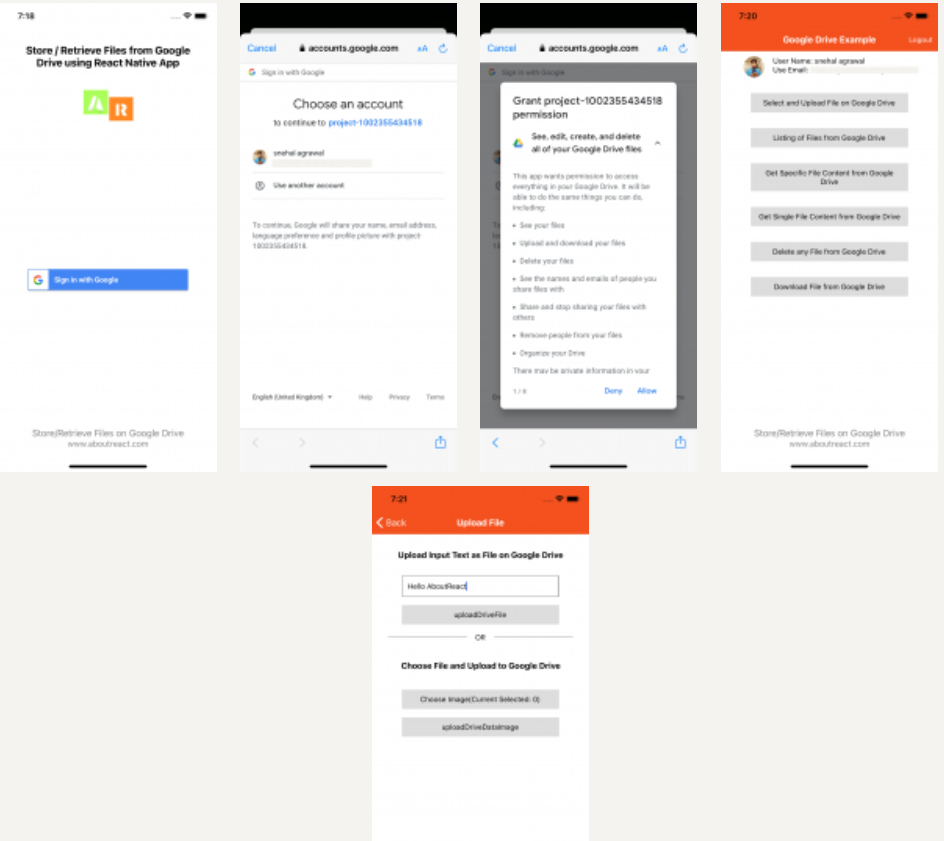 7:18
Store / Retrieve Files from Google
Drive using React Native App
A
R
G Sign in with Google
Store/Retrieve Files on Google Drive
www.aboutreact.com
Cancel accounts.google.com AA
G Sign in with Google
Choose an account
to continue to project-1002355434518
snehal agrawal
Use another account
To continue, Google will share your name, email address,
language preference and profile picture with project-
1002355434518.
English (United Kingdom) Help Privacy Terms
Cancel accounts.google.com AA
G Sign in with Google
Grant project-1002355434518
permission
See, edit, create, and delete
all of your Google Drive files
This app wants permission to access
everything in your Google Drive. It will be
able to do the same things you can do,
including:
• See your files
• Upload and download your files
• Delete your files
• See the names and emails of people you
share files with
• Share and stop sharing your files with
others
• Remove people from your files
• Organize your Drive
There may be private information in your
Deny Allow
7:20
Google Drive Example Logout
User Name: snehal agrawal
Use Email:
Select and Upload File on Google Drive
Listing of Files from Google Drive
Get Specific File Content from Google
Drive
Get Single File Content from Google Drive
Delete any File from Google Drive
Download File from Google Drive
Store/Retrieve Files on Google Drive
www.aboutreact.com
7:21
Back Upload File
Upload Input Text as File on Google Drive
Hello AboutReact
uploadDriveFile
OR
Choose File and Upload to Google Drive
Choose Image(Current Selected: 0)
uploadDriveDataImage